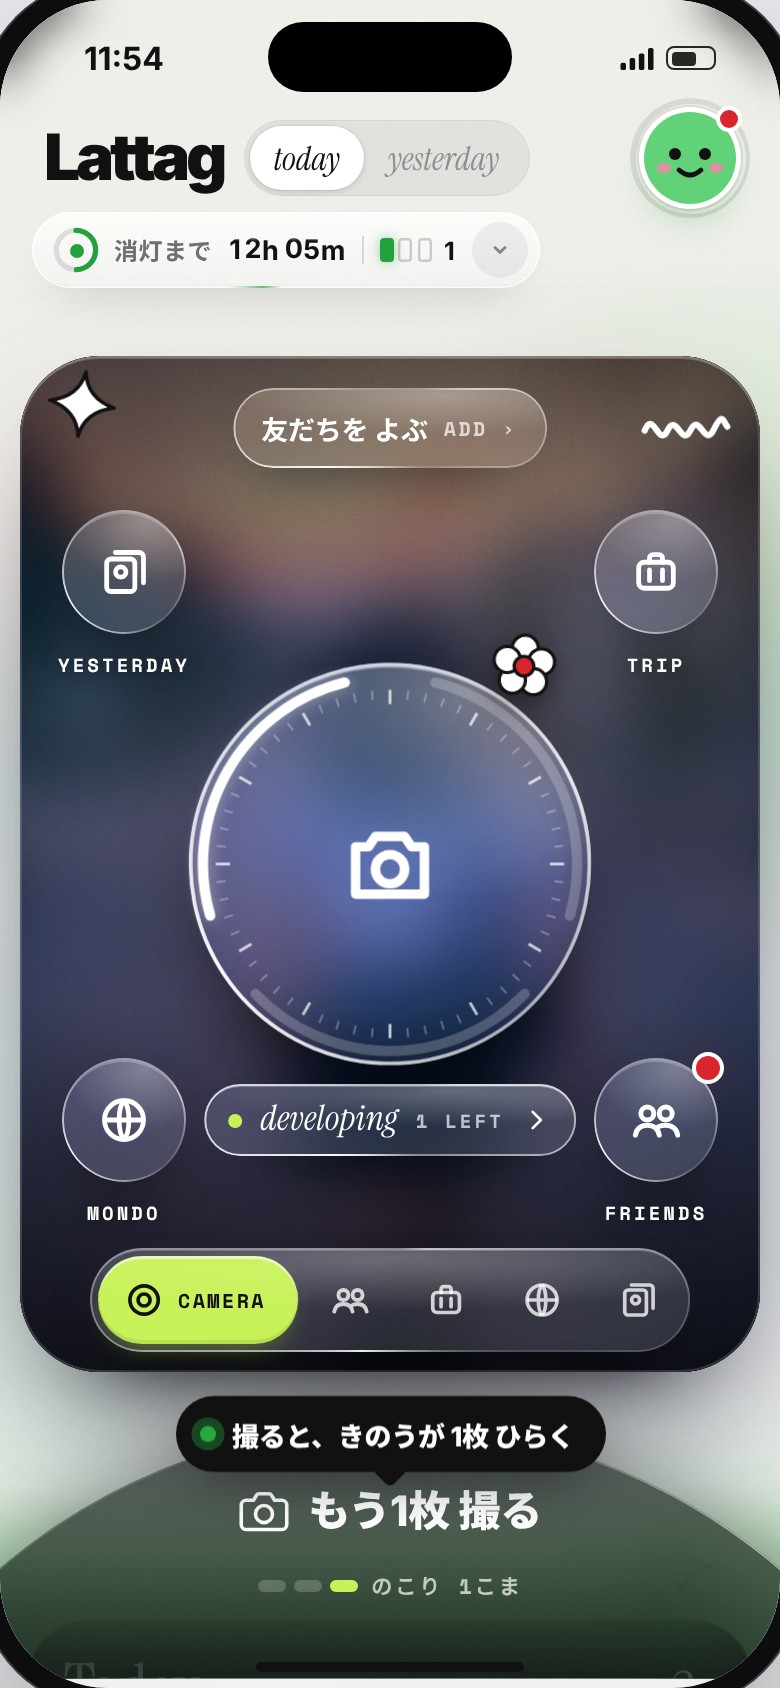 11:54
Lattag today yesterday
消灯まで 12h 05m 1
友だちを よぶ ADD
YESTERDAY
TRIP
developing 1 LEFT
MONDO
FRIENDS
CAMERA
撮ると、きのうが 1枚 ひらく
もう1枚 撮る
のこり 1こま
Today